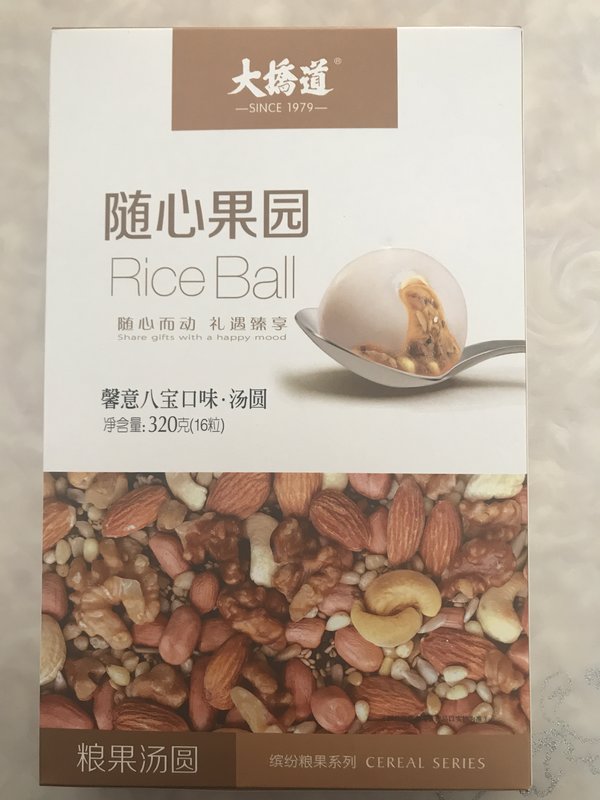 大橋道®
SINCE 1979
随心果园
Rice Ball
随心而动 礼遇臻享
Share gifts with a happy mood
馨意八宝口味·汤圆
净含量:320克(16粒)
粮果汤圆
缤纷粮果系列 CEREAL SERIES